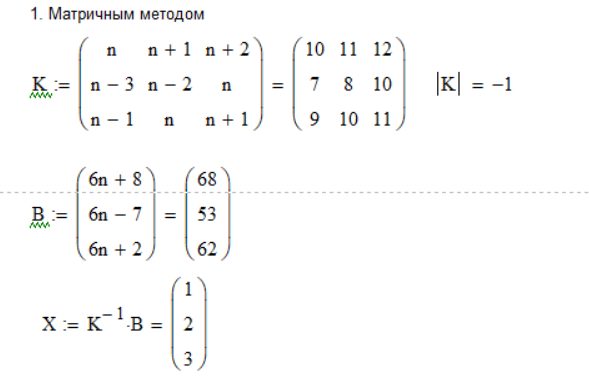 1. Матричным методом
K := ( n n + 1 n + 2 ; n − 3 n − 2 n ; n − 1 n n + 1 ) = ( 10 11 12 ; 7 8 10 ; 9 10 11 ) |K| = −1
B := ( 6n + 8 ; 6n − 7 ; 6n + 2 ) = ( 68 ; 53 ; 62 )
X := K⁻¹·B = ( 1 ; 2 ; 3 )